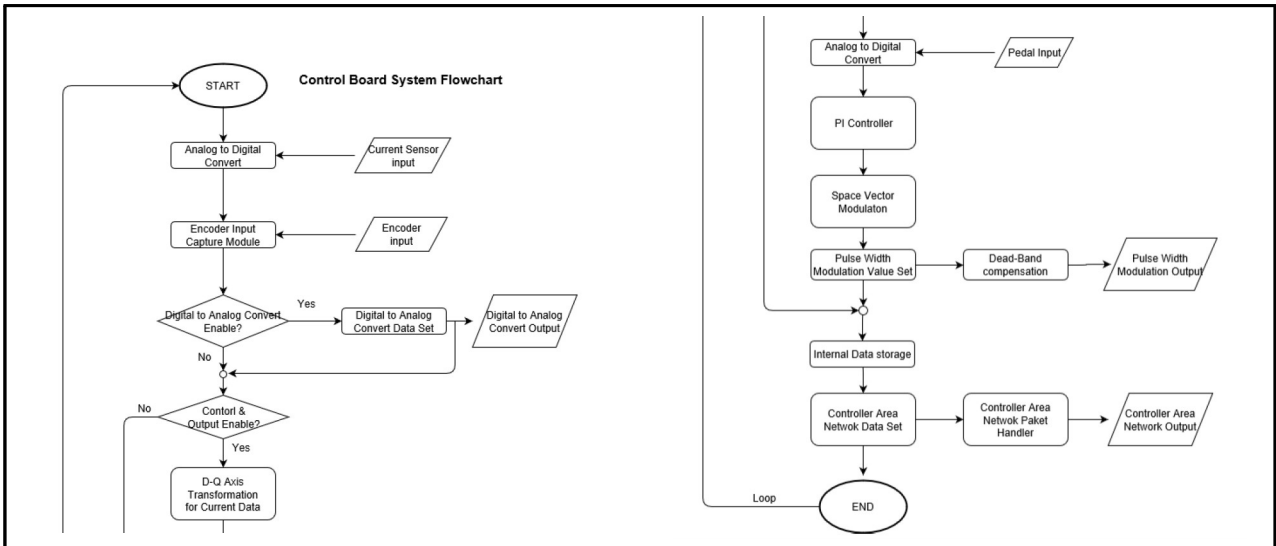 Control Board System Flowchart
START
Analog to Digital
Convert
Current Sensor
input
Encoder Input
Capture Module
Encoder
input
Digital to Analog Convert
Enable?
Yes
Digital to Analog
Convert Data Set
Digital to Analog
Convert Output
No
Contorl &
Output Enable?
No
Yes
D-Q Axis
Transformation
for Current Data
Analog to Digital
Convert
Pedal Input
PI Controller
Space Vector
Modulaton
Pulse Width
Modulation Value Set
Dead-Band
compensation
Pulse Width
Modulation Output
Internal Data storage
Controller Area
Netwok Data Set
Controller Area
Netwok Paket
Handler
Controller Area
Network Output
Loop
END